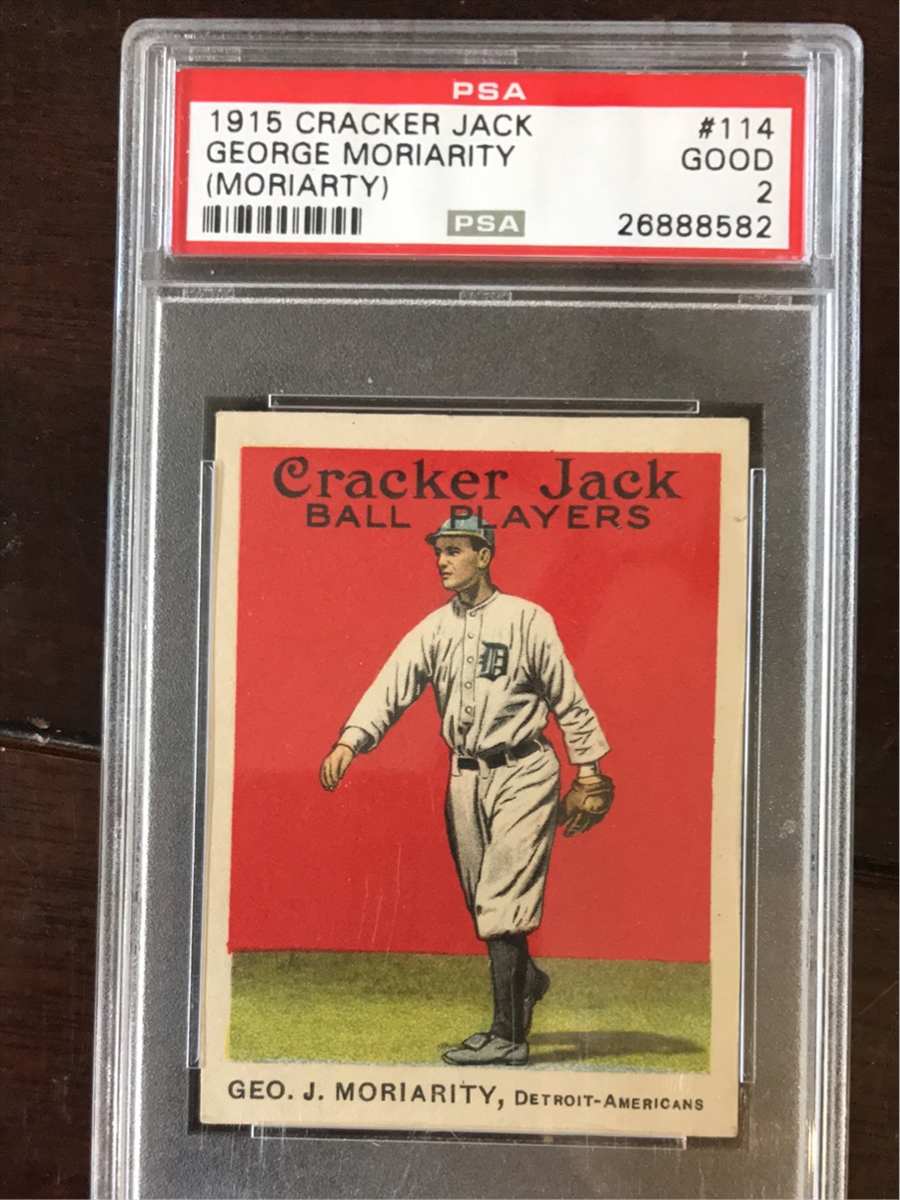 PSA
1915 CRACKER JACK #114
GEORGE MORIARITY GOOD
(MORIARTY) 2
PSA 26888582
Cracker Jack
BALL PLAYERS
D
GEO. J. MORIARITY, DETROIT-AMERICANS